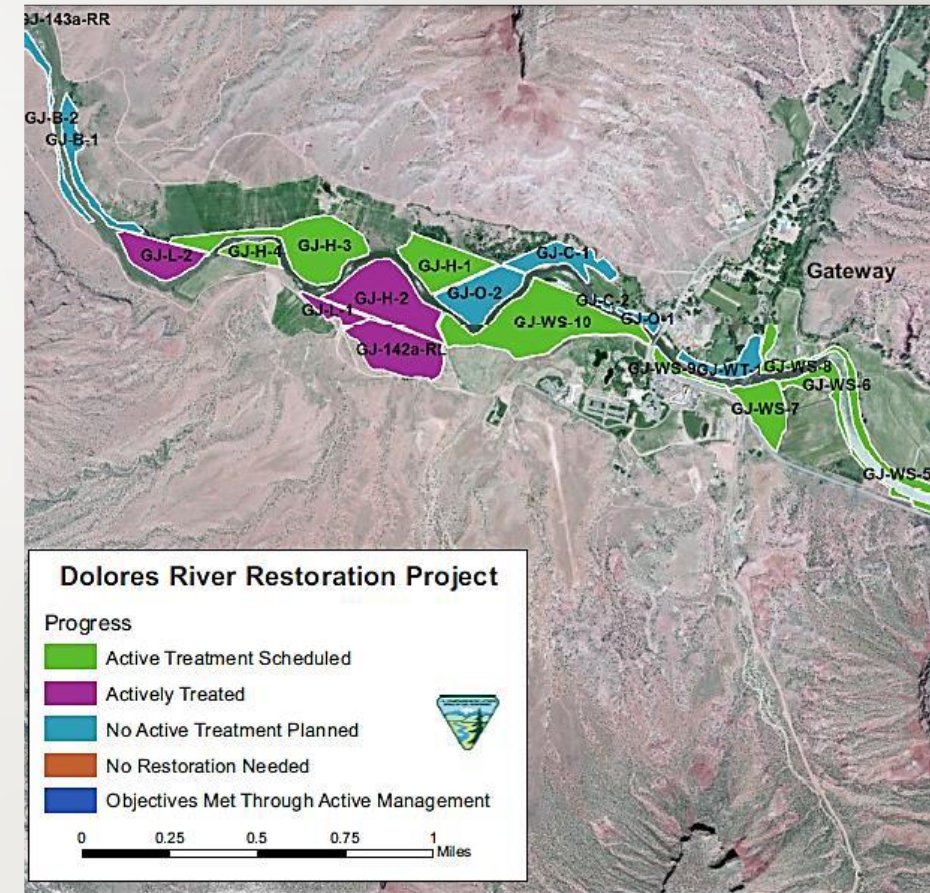 GJ-143a-RR
GJ-B-2
GJ-B-1
GJ-L-2
GJ-H-4
GJ-H-3
GJ-H-1
GJ-C-1
GJ-H-2
GJ-O-2
GJ-L-1
GJ-C-2
GJ-O-1
GJ-WS-10
GJ-142a-RL
Gateway
GJ-WS-9
GJ-WT-1
GJ-WS-8
GJ-WS-6
GJ-WS-7
GJ-WS-5
Dolores River Restoration Project
Progress
Active Treatment Scheduled
Actively Treated
No Active Treatment Planned
No Restoration Needed
Objectives Met Through Active Management
0 0.25 0.5 0.75 1
Miles